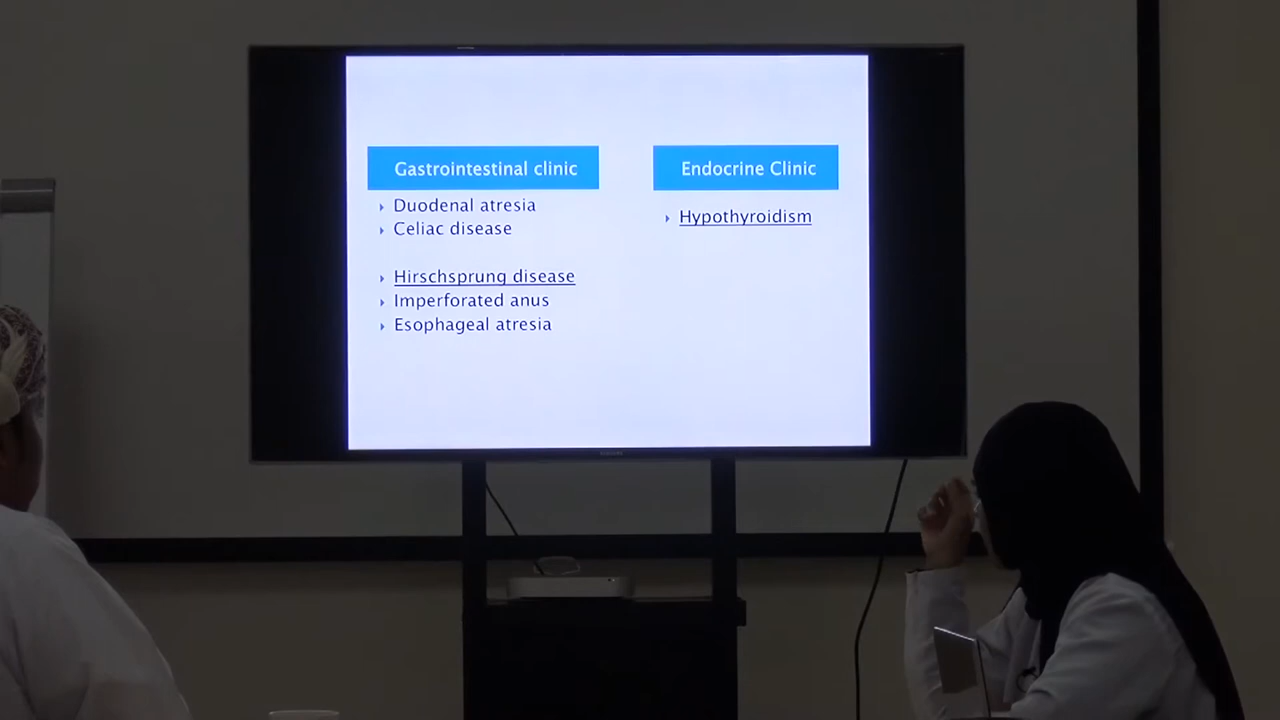 Gastrointestinal clinic
Duodenal atresia
Celiac disease
Hirschsprung disease
Imperforated anus
Esophageal atresia
Endocrine Clinic
Hypothyroidism